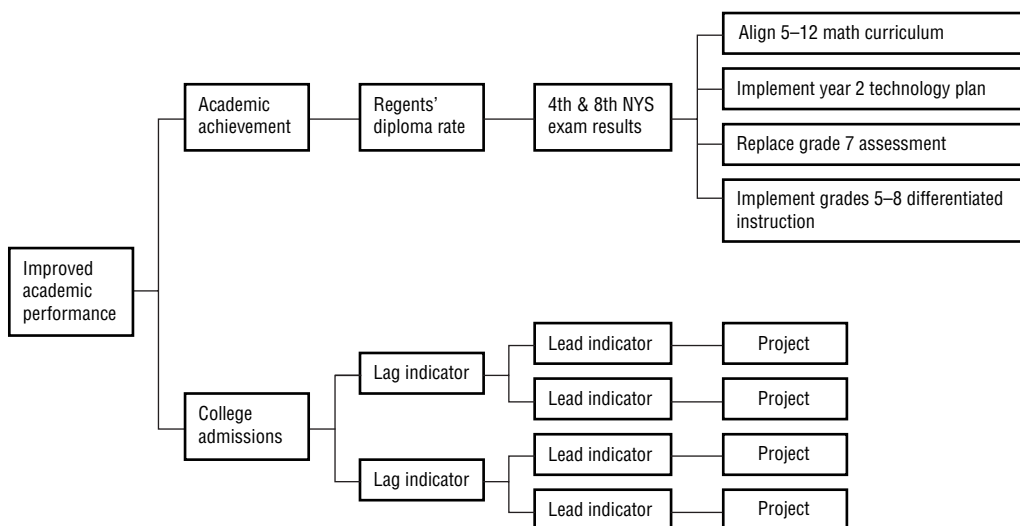 Align 5–12 math curriculum
Implement year 2 technology plan
Academic
achievement
Regents’
diploma rate
4th & 8th NYS
exam results
Replace grade 7 assessment
Implement grades 5–8 differentiated
instruction
Improved
academic
performance
Lead indicator
Project
Lag indicator
Lead indicator
Project
College
admissions
Lead indicator
Project
Lag indicator
Lead indicator
Project